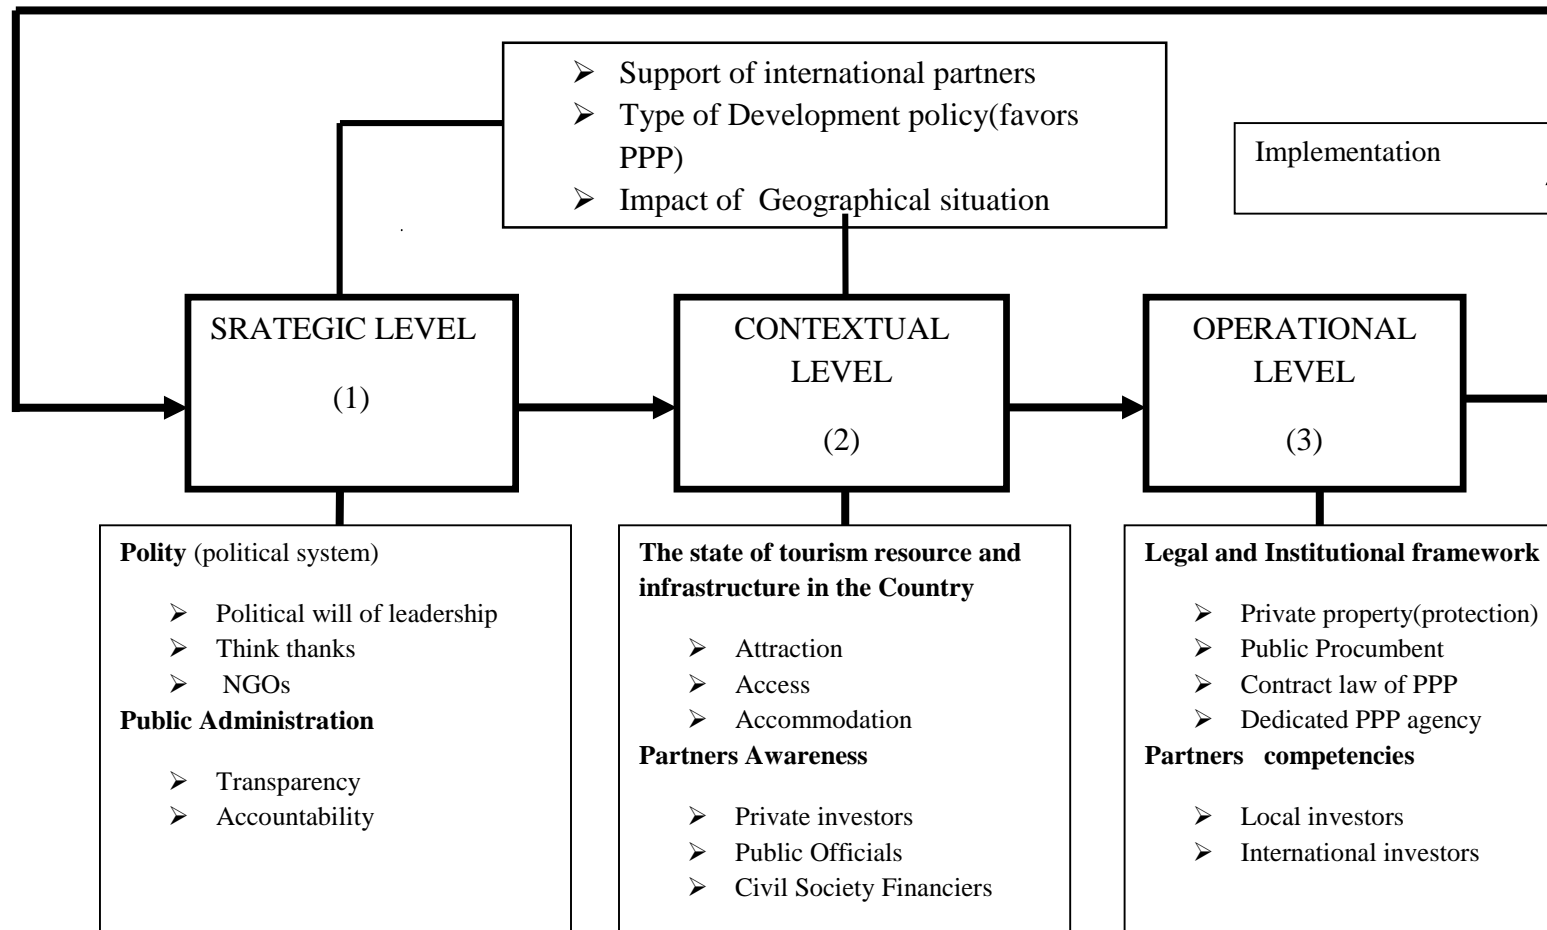 ➢ Support of international partners
➢ Type of Development policy(favors
PPP)
➢ Impact of Geographical situation
Implementation
SRATEGIC LEVEL
(1)
CONTEXTUAL
LEVEL
(2)
OPERATIONAL
LEVEL
(3)
Polity (political system)
➢ Political will of leadership
➢ Think thanks
➢ NGOs
Public Administration
➢ Transparency
➢ Accountability
The state of tourism resource and
infrastructure in the Country
➢ Attraction
➢ Access
➢ Accommodation
Partners Awareness
➢ Private investors
➢ Public Officials
➢ Civil Society Financiers
Legal and Institutional framework
➢ Private property(protection)
➢ Public Procumbent
➢ Contract law of PPP
➢ Dedicated PPP agency
Partners competencies
➢ Local investors
➢ International investors